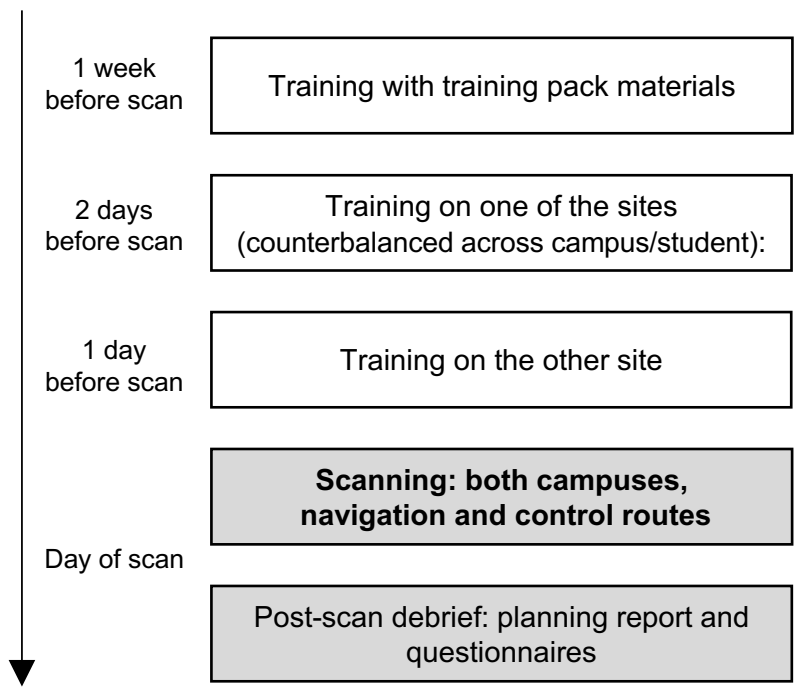 1 week
before scan
Training with training pack materials
2 days
before scan
Training on one of the sites
(counterbalanced across campus/student):
1 day
before scan
Training on the other site
Day of scan
Scanning: both campuses,
navigation and control routes
Post-scan debrief: planning report and
questionnaires